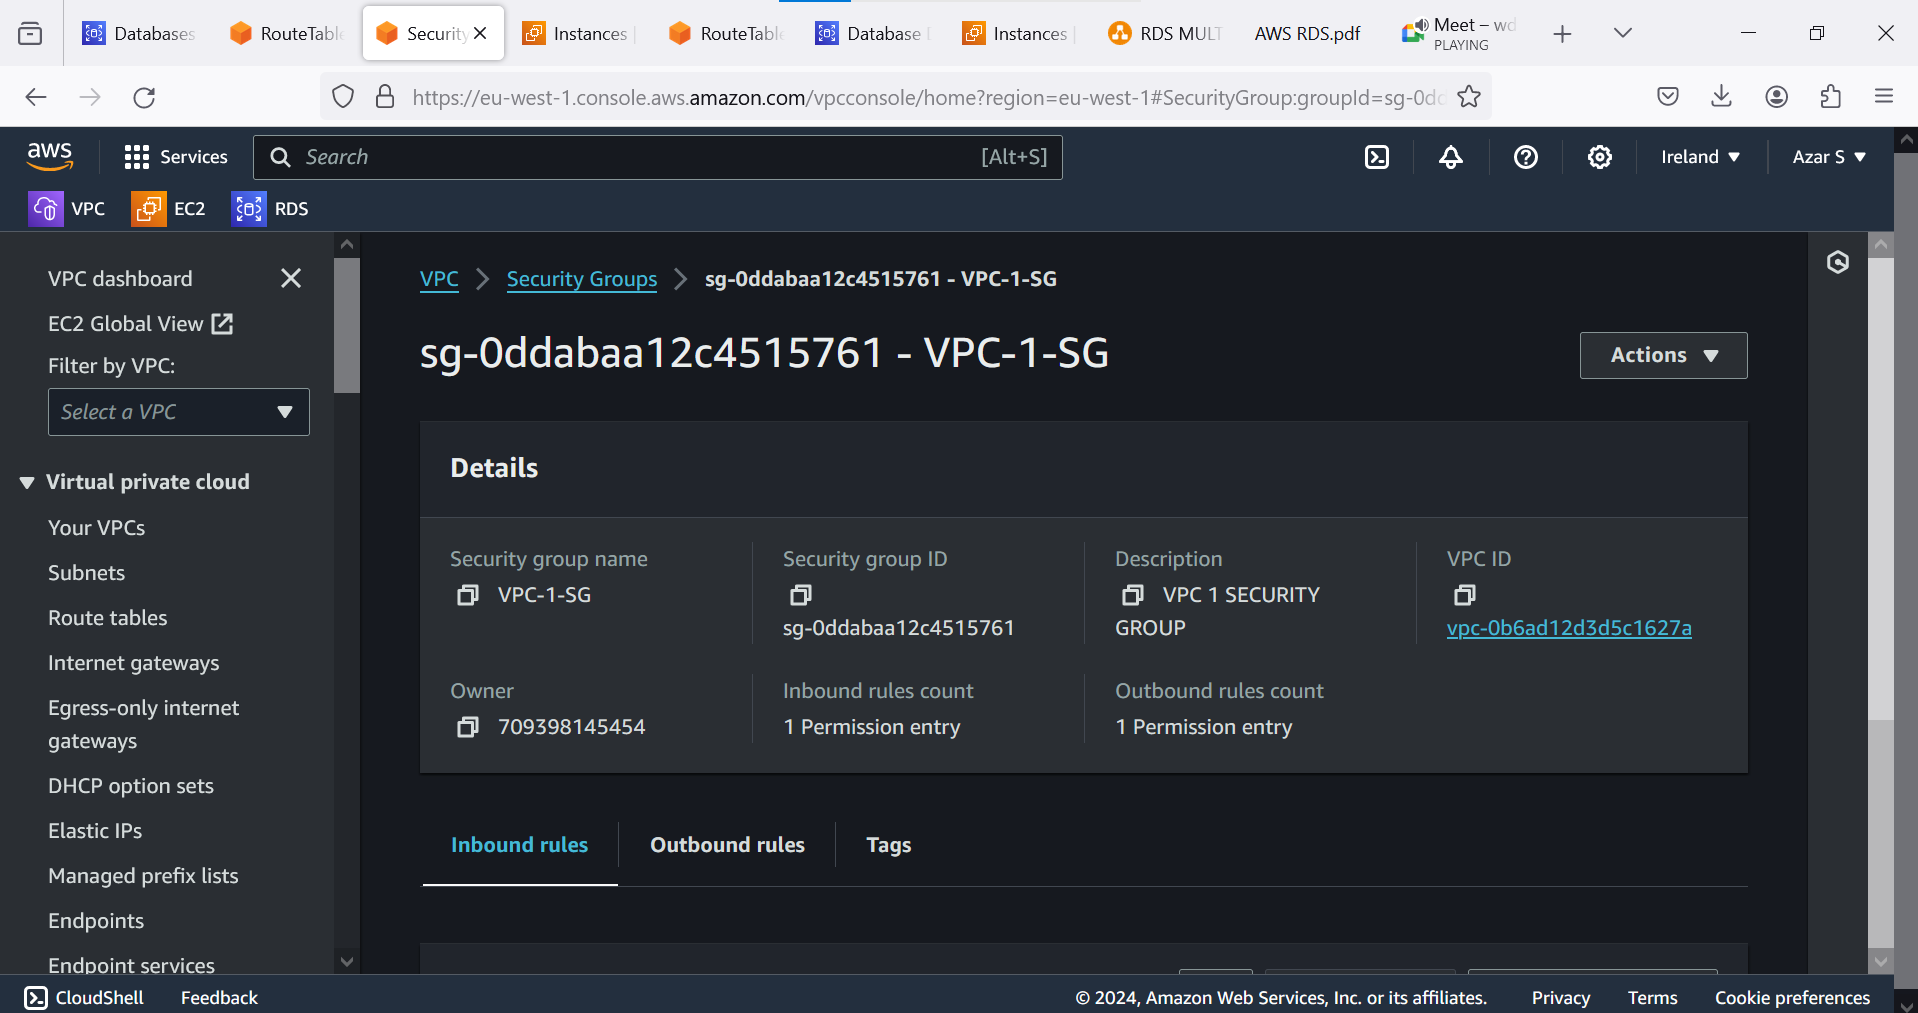 Databases
RouteTable
Security
Instances
RouteTable
Database
Instances
RDS MULT
AWS RDS.pdf
Meet – wd
PLAYING
https://eu-west-1.console.aws.amazon.com/vpcconsole/home?region=eu-west-1#SecurityGroup:groupId=sg-0dd
aws
Services
Search
[Alt+S]
Ireland
Azar S
VPC
EC2
RDS
VPC dashboard
EC2 Global View
Filter by VPC:
Select a VPC
Virtual private cloud
Your VPCs
Subnets
Route tables
Internet gateways
Egress-only internet
gateways
DHCP option sets
Elastic IPs
Managed prefix lists
Endpoints
Endpoint services
VPC > Security Groups > sg-0ddabaa12c4515761 - VPC-1-SG
sg-0ddabaa12c4515761 - VPC-1-SG
Actions
Details
Security group name
VPC-1-SG
Security group ID
sg-0ddabaa12c4515761
Description
VPC 1 SECURITY
GROUP
VPC ID
vpc-0b6ad12d3d5c1627a
Owner
709398145454
Inbound rules count
1 Permission entry
Outbound rules count
1 Permission entry
Inbound rules
Outbound rules
Tags
CloudShell
Feedback
© 2024, Amazon Web Services, Inc. or its affiliates.
Privacy
Terms
Cookie preferences